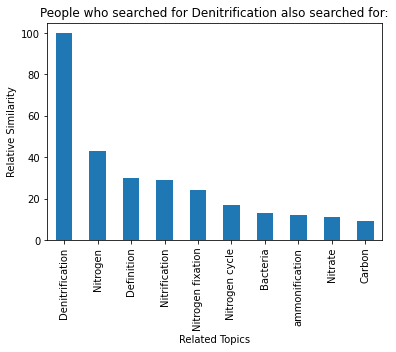 People who searched for Denitrification also searched for:
Relative Similarity
100
80
60
40
20
0
Denitrification
Nitrogen
Definition
Nitrification
Nitrogen fixation
Nitrogen cycle
Bacteria
ammonification
Nitrate
Carbon
Related Topics